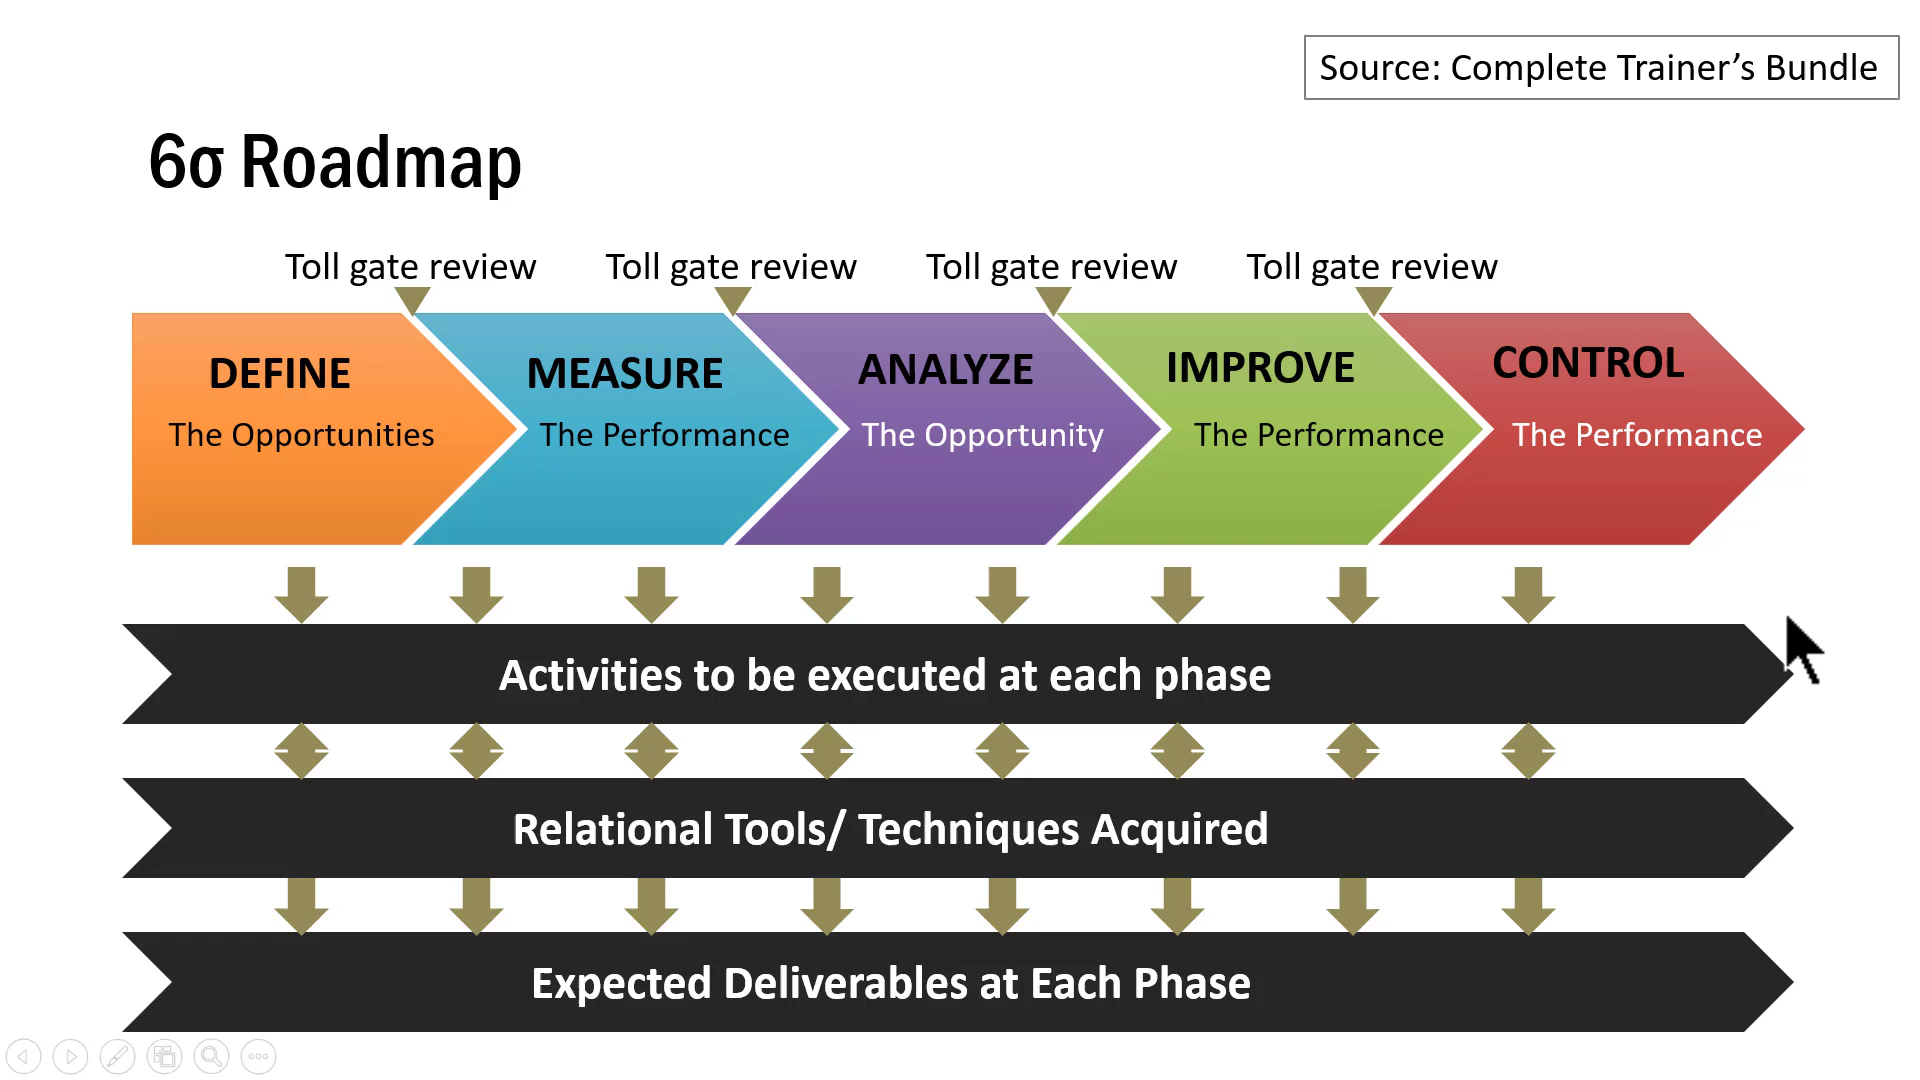 Source: Complete Trainer’s Bundle
6σ Roadmap
Toll gate review Toll gate review Toll gate review Toll gate review
DEFINE MEASURE ANALYZE IMPROVE CONTROL
The Opportunities The Performance The Opportunity The Performance The Performance
Activities to be executed at each phase
Relational Tools/ Techniques Acquired
Expected Deliverables at Each Phase